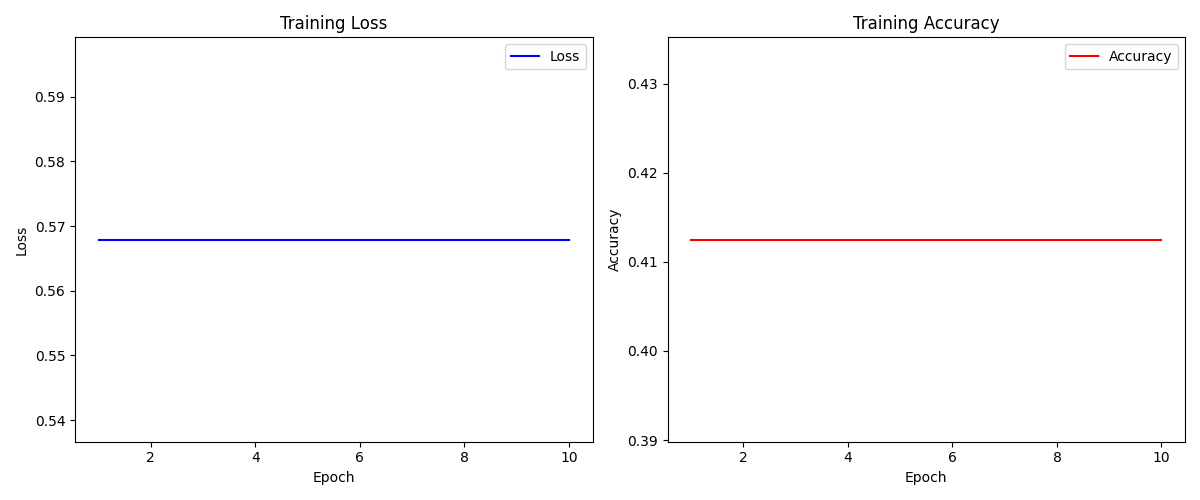 Training Loss
Loss
0.59
0.58
0.57
0.56
0.55
0.54
Loss
2 4 6 8 10
Epoch
Training Accuracy
Accuracy
0.43
0.42
0.41
0.40
0.39
Accuracy
2 4 6 8 10
Epoch